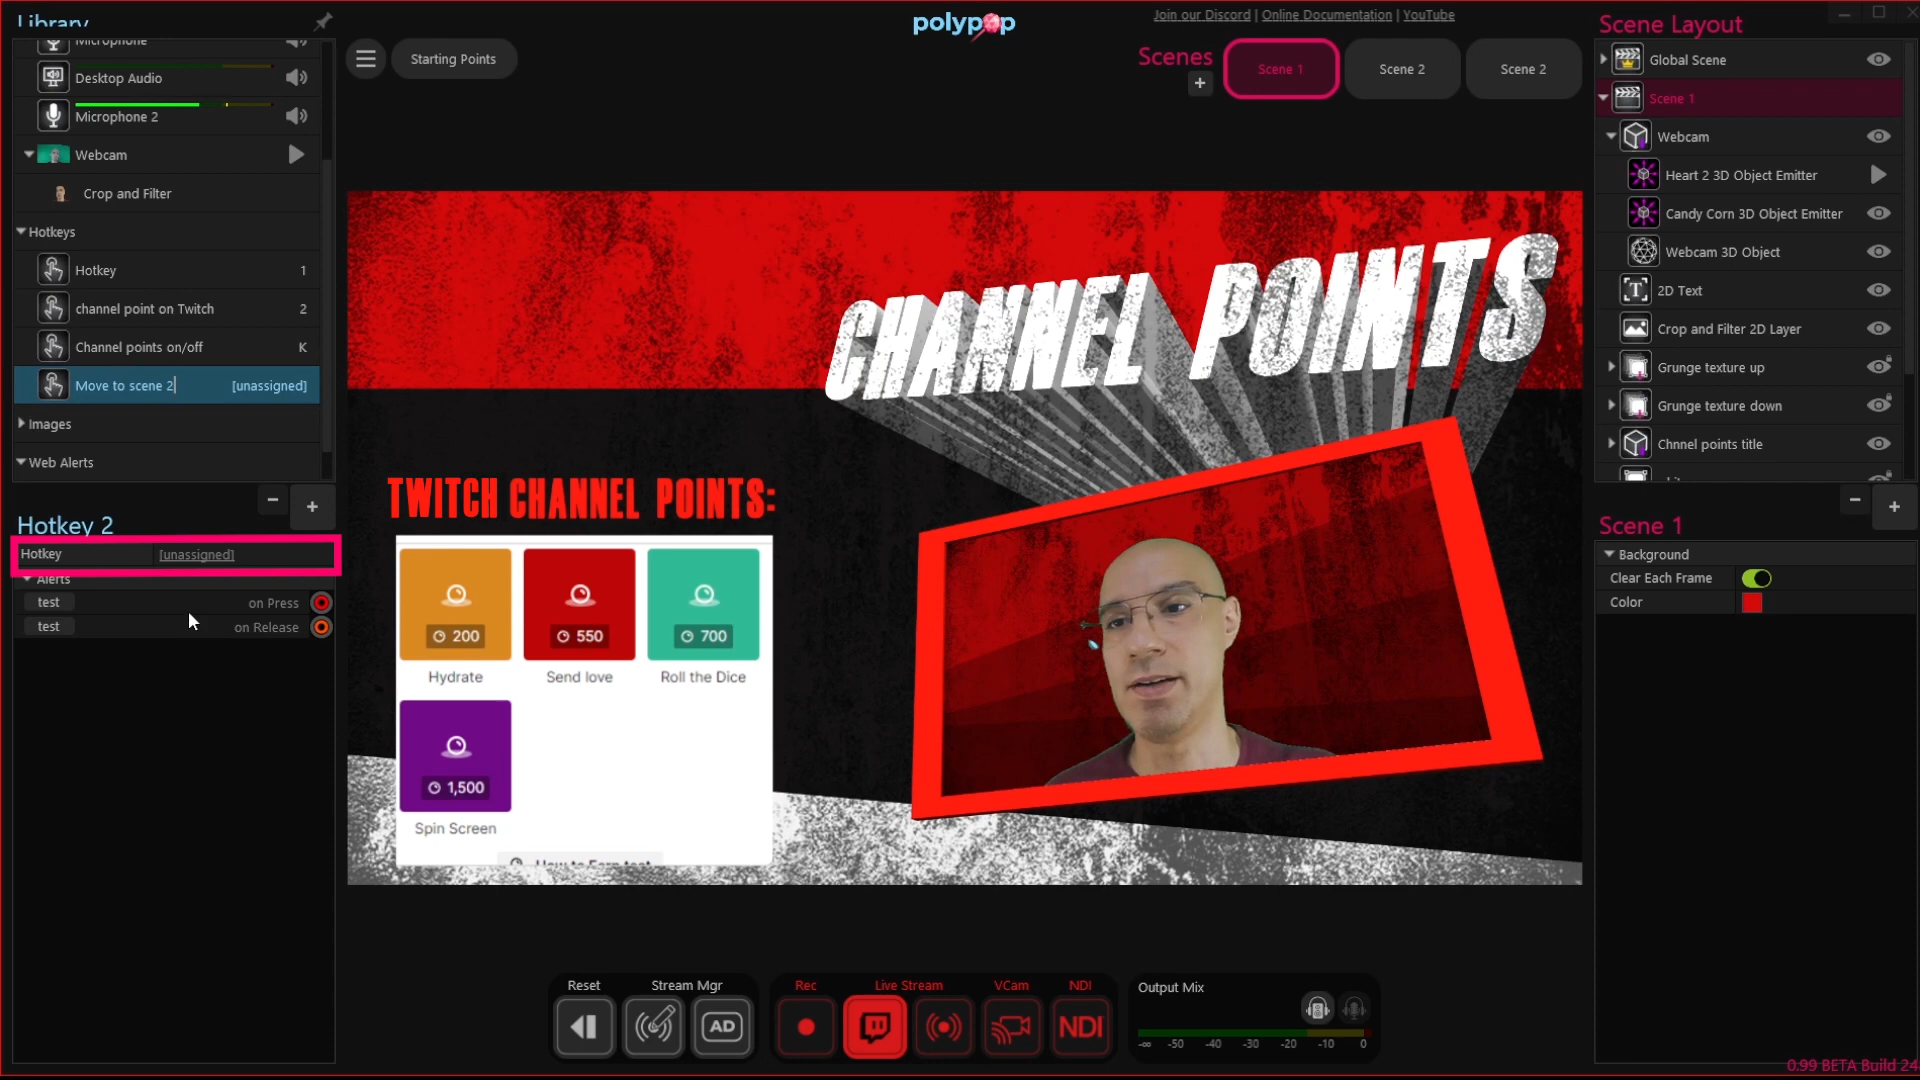 Library
Microphone
Desktop Audio
Microphone 2
Webcam
Crop and Filter
Hotkeys
Hotkey 1
channel point on Twitch 2
Channel points on/off K
Move to scene 2 [unassigned]
Images
Web Alerts
Hotkey 2
Hotkey [unassigned]
Alerts
test on Press
test on Release
Starting Points
polypop
Join our Discord | Online Documentation | YouTube
Scenes
+
Scene 1
Scene 2
Scene 2
CHANNEL POINTS
TWITCH CHANNEL POINTS:
200
550
700
Hydrate
Send love
Roll the Dice
1,500
Spin Screen
How to Earn
Reset
Stream Mgr
AD
Rec
Live Stream
VCam
NDI
NDI
Output Mix
-∞ -50 -40 -30 -20 -10 0
Scene Layout
Global Scene
Scene 1
Webcam
Heart 2 3D Object Emitter
Candy Corn 3D Object Emitter
Webcam 3D Object
2D Text
Crop and Filter 2D Layer
Grunge texture up
Grunge texture down
Chnnel points title
Scene 1
Background
Clear Each Frame
Color
0.99 BETA Build 24